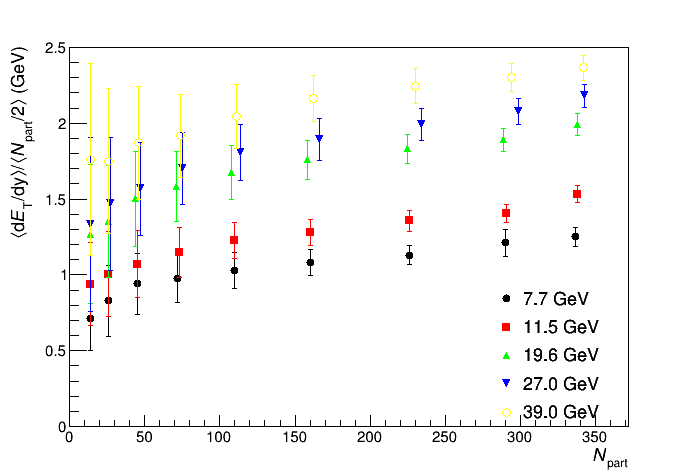 ⟨dE_T/dy⟩/⟨N_part/2⟩ (GeV)
2.5
2
1.5
1
0.5
0
7.7 GeV
11.5 GeV
19.6 GeV
27.0 GeV
39.0 GeV
0 50 100 150 200 250 300 350
N_part